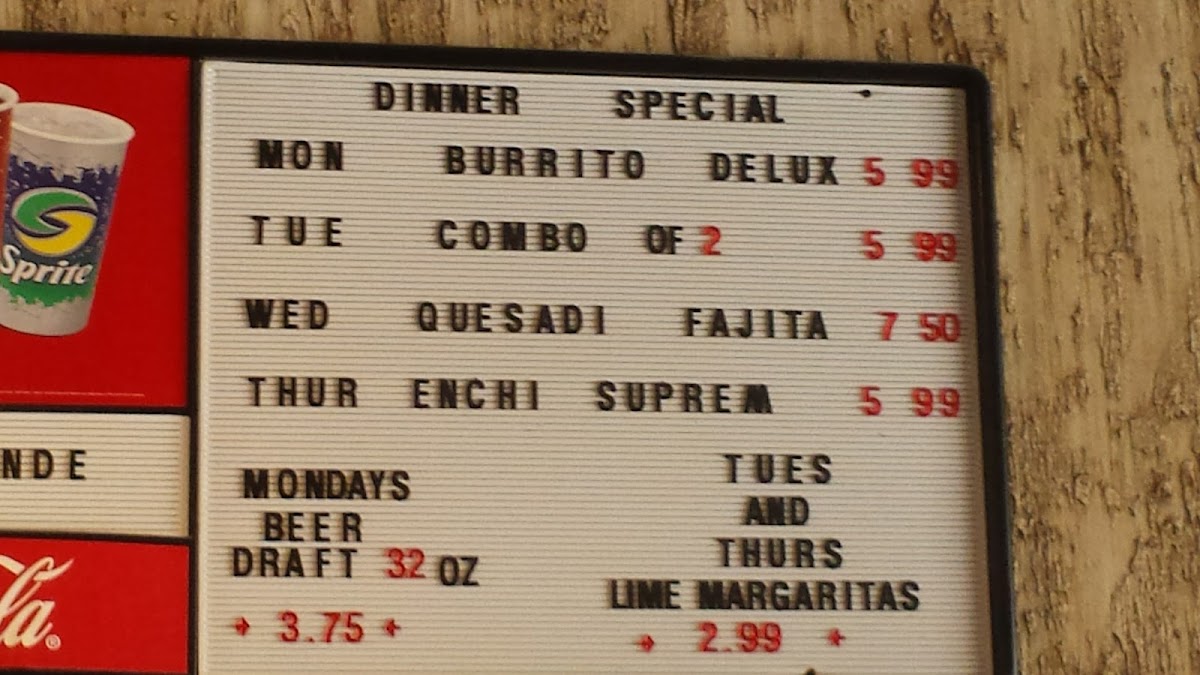 DINNER SPECIAL
MON BURRITO DELUX 5 99
TUE COMBO OF 2 5 99
WED QUESADI FAJITA 7 50
THUR ENCHI SUPREM 5 99
MONDAYS
BEER
DRAFT 32 OZ
→ 3.75 ←
TUES
AND
THURS
LIME MARGARITAS
→ 2.99 ←
Sprite
NDE
la®